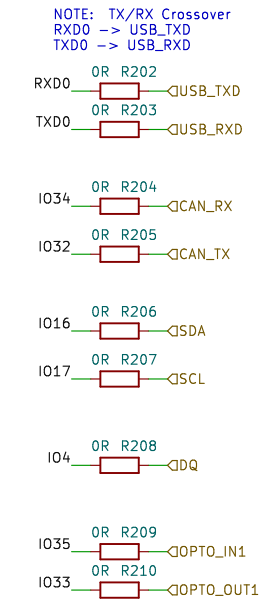 NOTE: TX/RX Crossover
RXD0 -> USB_TXD
TXD0 -> USB_RXD
0R R202
RXD0 USB_TXD
0R R203
TXD0 USB_RXD
0R R204
IO34 CAN_RX
0R R205
IO32 CAN_TX
0R R206
IO16 SDA
0R R207
IO17 SCL
0R R208
IO4 DQ
0R R209
IO35 OPTO_IN1
0R R210
IO33 OPTO_OUT1